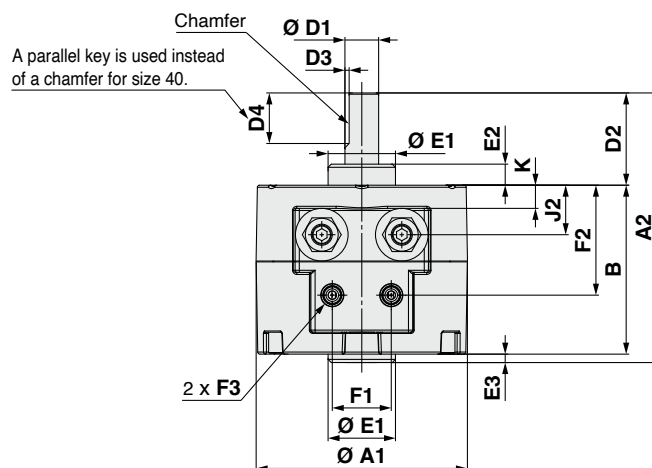 Chamfer
Ø D1
A parallel key is used instead
of a chamfer for size 40.
D3
D4
Ø E1
E2
K
D2
J2
F2
B
A2
2 x F3
F1
E3
Ø E1
Ø A1